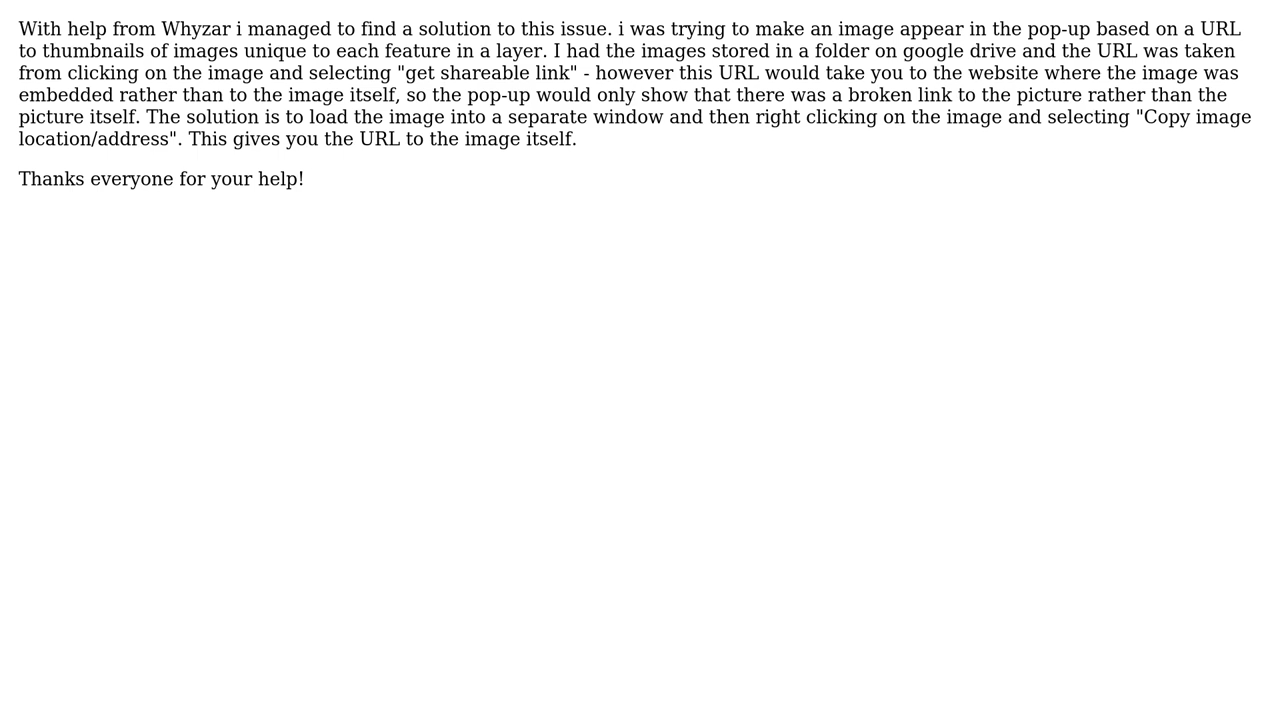 With help from Whyzar i managed to find a solution to this issue. i was trying to make an image appear in the pop-up based on a URL
to thumbnails of images unique to each feature in a layer. I had the images stored in a folder on google drive and the URL was taken
from clicking on the image and selecting "get shareable link" - however this URL would take you to the website where the image was
embedded rather than to the image itself, so the pop-up would only show that there was a broken link to the picture rather than the
picture itself. The solution is to load the image into a separate window and then right clicking on the image and selecting "Copy image
location/address". This gives you the URL to the image itself.
Thanks everyone for your help!